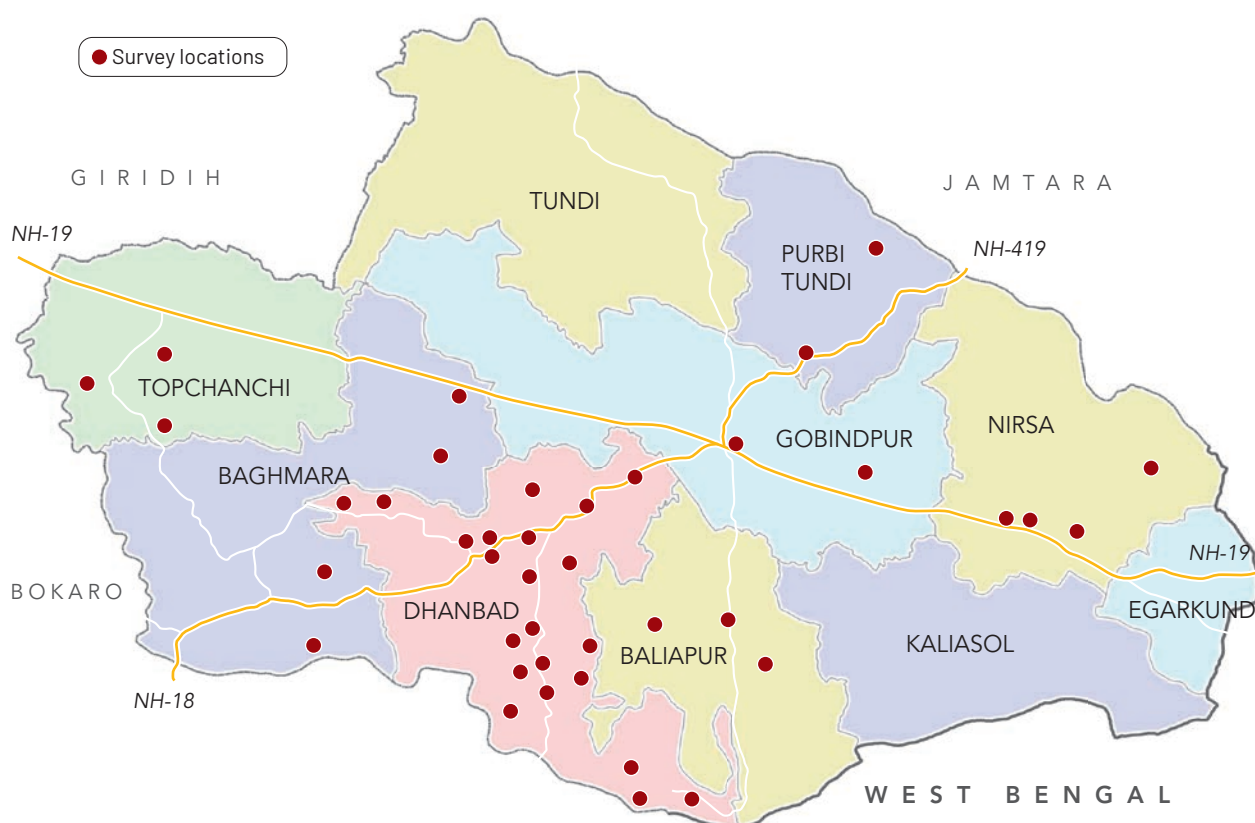 Survey locations
GIRIDIH
JAMTARA
TUNDI
NH-19
PURBI
TUNDI
NH-419
TOPCHANCHI
GOBINDPUR
NIRSA
BAGHMARA
NH-19
BOKARO
DHANBAD
EGARKUND
BALIAPUR
KALIASOL
NH-18
WEST BENGAL